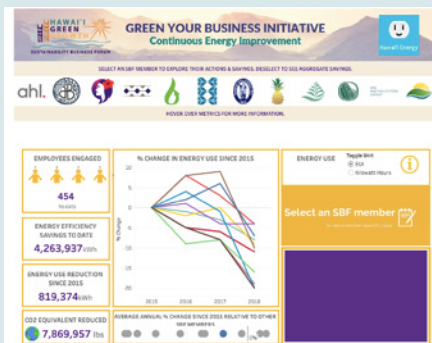 HAWAI'I
GREEN
GROWTH
SUSTAINABILITY BUSINESS FORUM
GREEN YOUR BUSINESS INITIATIVE
Continuous Energy Improvement
Hawai'i Energy
SELECT AN SBF MEMBER TO EXPLORE THEIR ACTIONS & SAVINGS. DESELECT TO SEE AGGREGATE SAVINGS.
ahl.
HOVER OVER METRICS FOR MORE INFORMATION.
EMPLOYEES ENGAGED
454
% CHANGE IN ENERGY USE SINCE 2015
ENERGY USE
Toggle Unit
EUI
Kilowatt Hours
Select an SBF member
ENERGY EFFICIENCY
SAVINGS TO DATE
4,263,937 kWh
ENERGY USE REDUCTION
SINCE 2015
819,374 kWh
CO2 EQUIVALENT REDUCED
7,869,957 lbs
% Change
10
5
0
-5
-10
-15
-20
2015
2016
2017
2018
AVERAGE ANNUAL % CHANGE SINCE 2015 RELATIVE TO OTHER
SBF MEMBERS